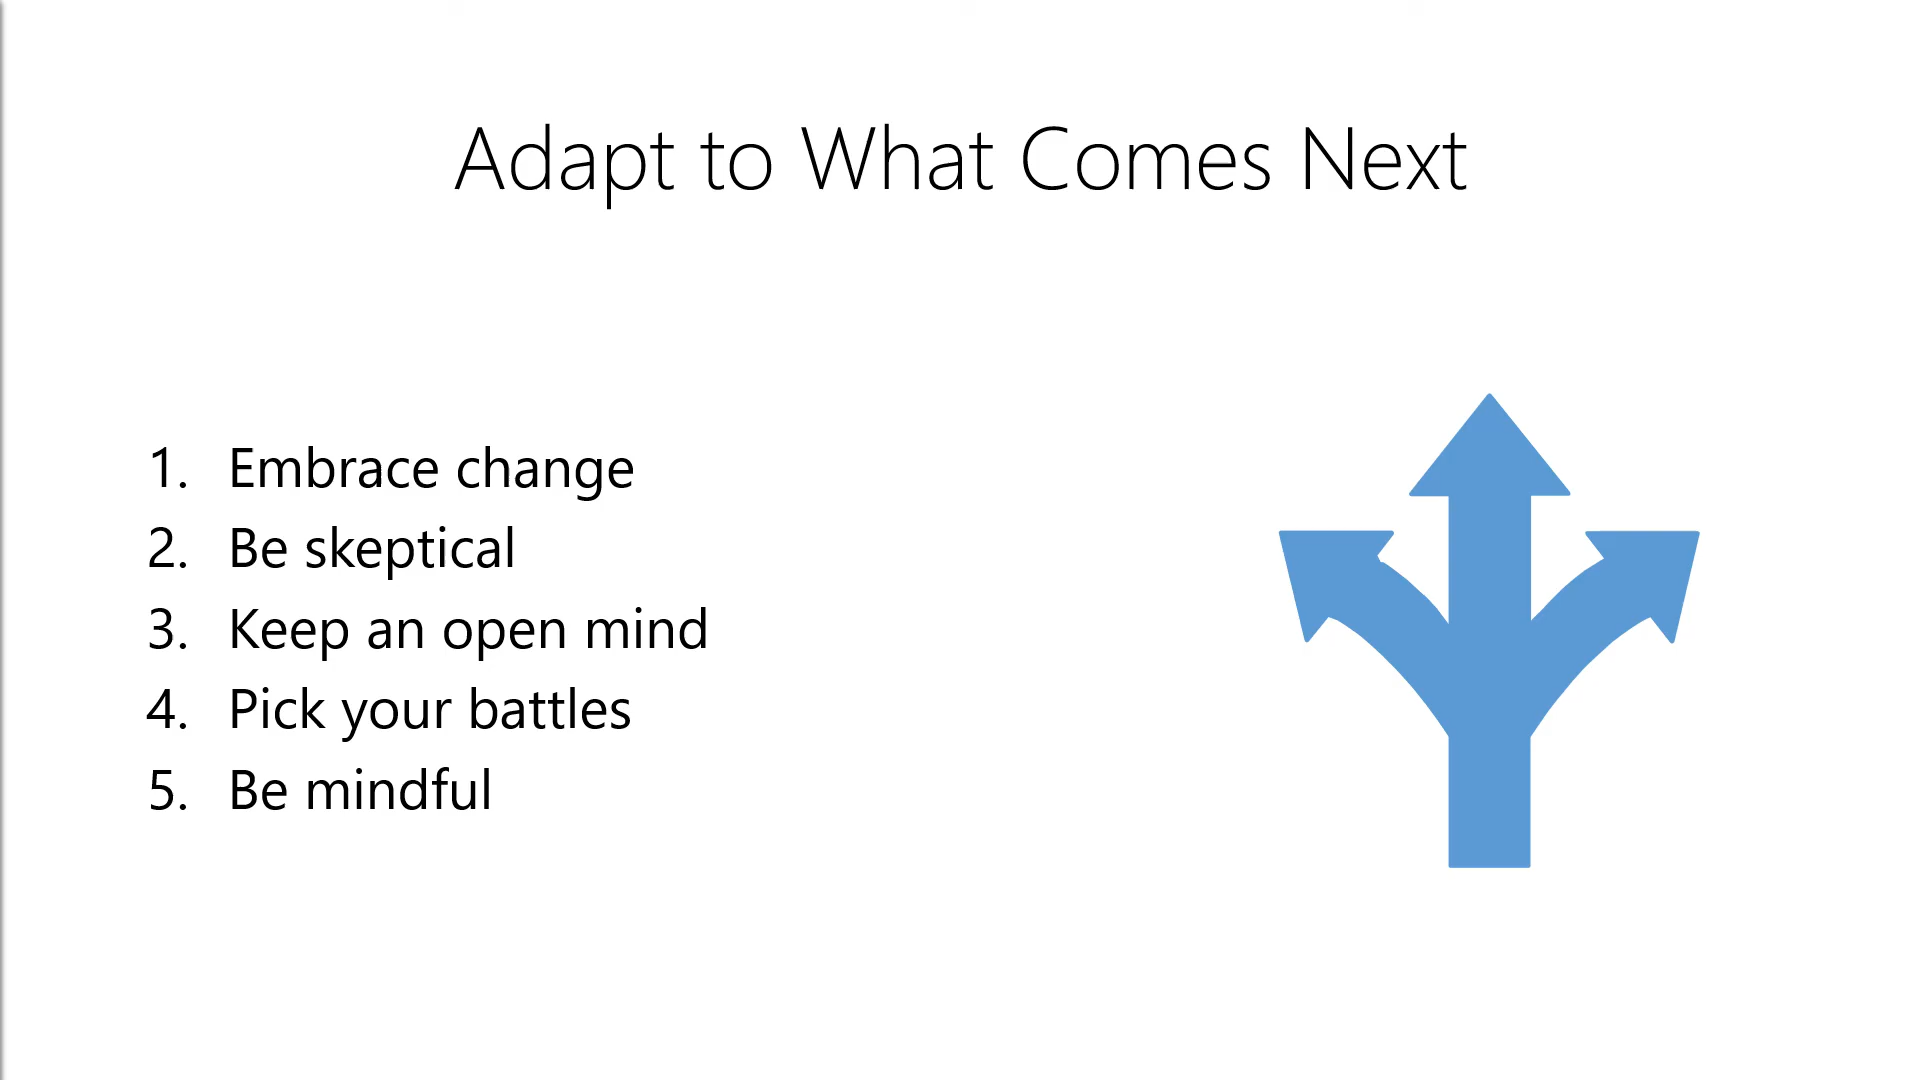 Adapt to What Comes Next
1. Embrace change
2. Be skeptical
3. Keep an open mind
4. Pick your battles
5. Be mindful